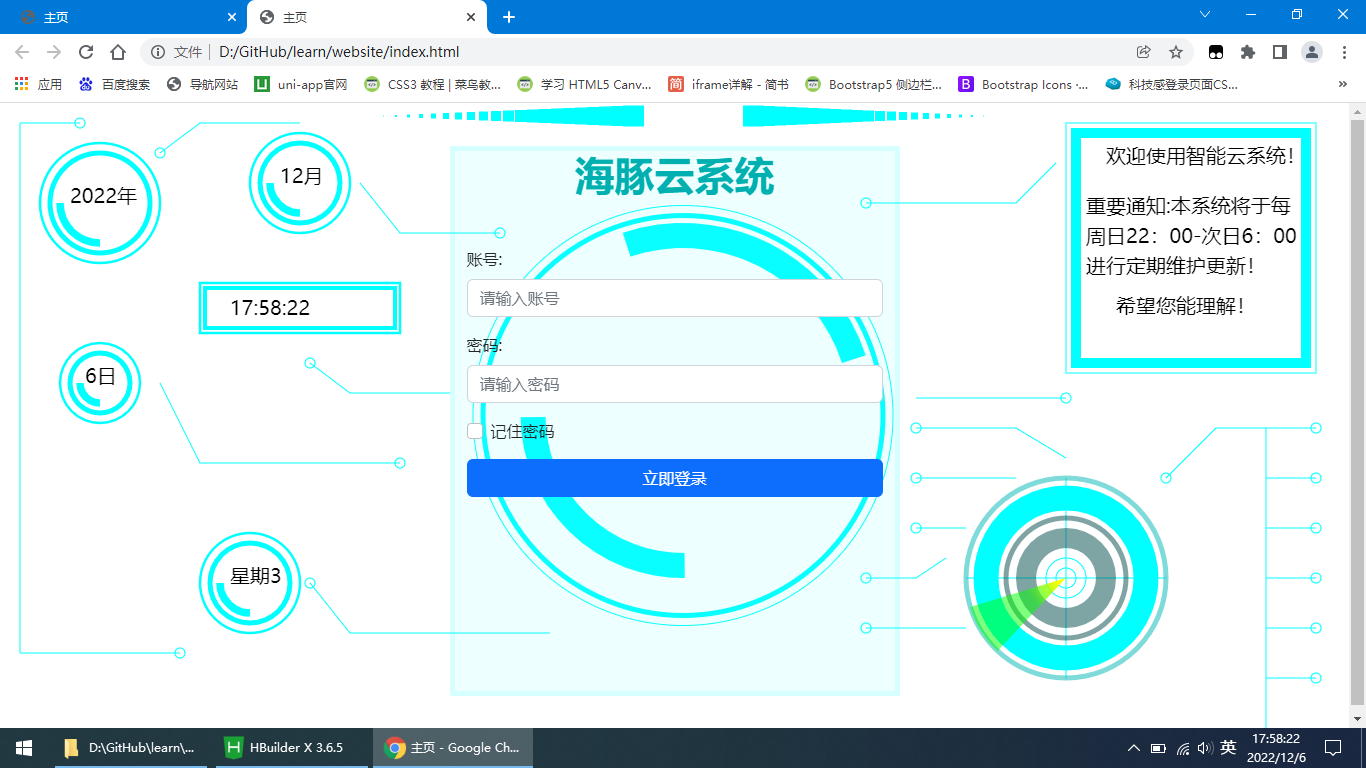 主页
主页
文件 D:/GitHub/learn/website/index.html
应用 百度搜索 导航网站 uni-app官网 CSS3 教程 | 菜鸟教... 学习 HTML5 Canv... 简 iframe详解 - 简书 Bootstrap5 侧边栏... B Bootstrap Icons ·... 科技感登录页面CS... »
2022年
12月
17:58:22
6日
星期3
海豚云系统
账号:
请输入账号
密码:
请输入密码
记住密码
立即登录
欢迎使用智能云系统!
重要通知:本系统将于每
周日22：00-次日6：00
进行定期维护更新！
希望您能理解！
D:\GitHub\learn\... HBuilder X 3.6.5 主页 - Google Ch... 英 17:58:22
2022/12/6